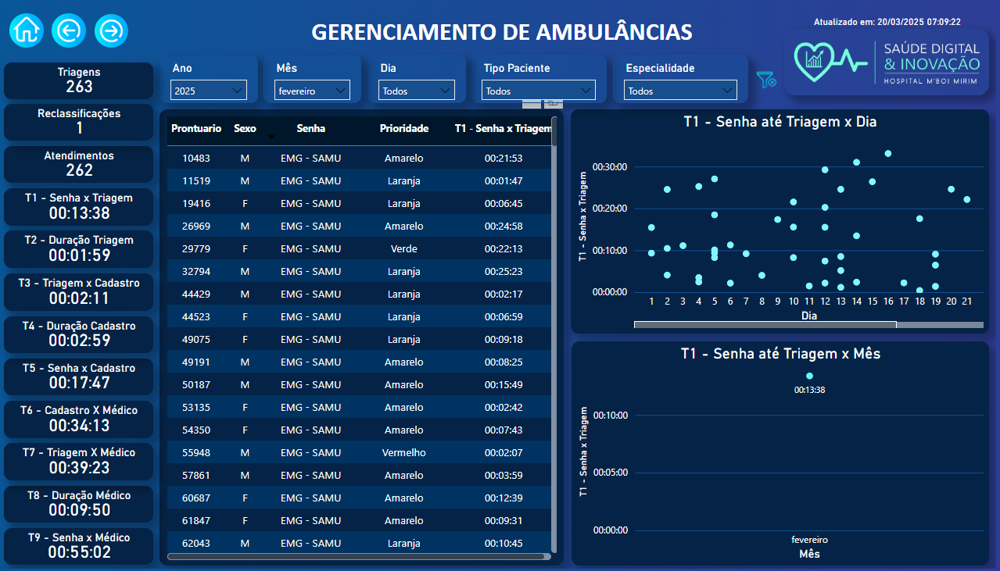 GERENCIAMENTO DE AMBULÂNCIAS
Atualizado em: 20/03/2025 07:09:22
SAÚDE DIGITAL
& INOVAÇÃO
HOSPITAL M'BOI MIRIM
Ano
2025
Mês
fevereiro
Dia
Todos
Tipo Paciente
Todos
Especialidade
Todos
Triagens
263
Reclassificações
1
Atendimentos
262
T1 - Senha x Triagem
00:13:38
T2 - Duração Triagem
00:01:59
T3 - Triagem x Cadastro
00:02:11
T4 - Duração Cadastro
00:02:59
T5 - Senha x Cadastro
00:17:47
T6 - Cadastro X Médico
00:34:13
T7 - Triagem X Médico
00:39:23
T8 - Duração Médico
00:09:50
T9 - Senha x Médico
00:55:02
Prontuario Sexo Senha Prioridade T1 - Senha x Triagem
10483 M EMG - SAMU Amarelo 00:21:53
11519 M EMG - SAMU Laranja 00:01:47
19416 F EMG - SAMU Laranja 00:06:45
26969 M EMG - SAMU Amarelo 00:24:58
29779 F EMG - SAMU Verde 00:22:13
32794 M EMG - SAMU Laranja 00:25:23
44429 M EMG - SAMU Laranja 00:02:17
44523 F EMG - SAMU Laranja 00:06:59
49075 F EMG - SAMU Laranja 00:09:18
49191 M EMG - SAMU Amarelo 00:08:25
50187 M EMG - SAMU Amarelo 00:15:49
53135 F EMG - SAMU Amarelo 00:02:42
54350 F EMG - SAMU Amarelo 00:07:43
55948 M EMG - SAMU Vermelho 00:02:07
57861 M EMG - SAMU Amarelo 00:03:59
60687 F EMG - SAMU Amarelo 00:12:39
61847 F EMG - SAMU Amarelo 00:09:31
62043 M EMG - SAMU Laranja 00:10:45
T1 - Senha até Triagem x Dia
T1 - Senha x Triagem
00:30:00
00:20:00
00:10:00
00:00:00
1 2 3 4 5 6 7 8 9 10 11 12 13 14 15 16 17 18 19 20 21
Dia
T1 - Senha até Triagem x Mês
T1 - Senha x Triagem
00:13:38
00:10:00
00:05:00
00:00:00
fevereiro
Mês